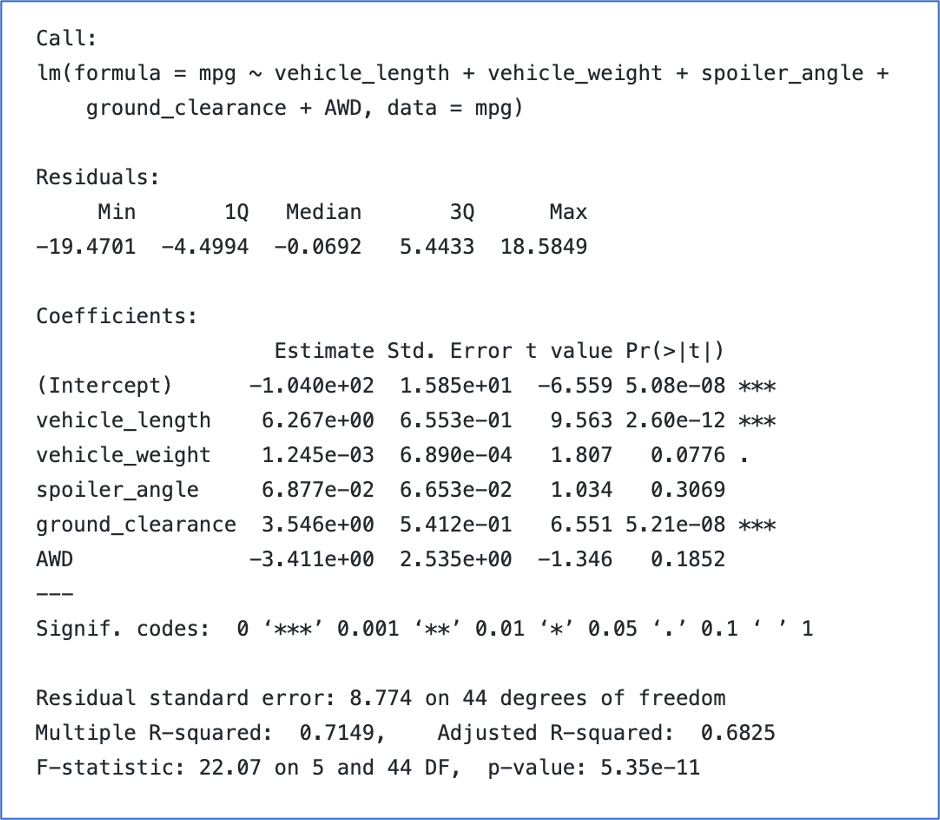 Call:
lm(formula = mpg ~ vehicle_length + vehicle_weight + spoiler_angle +
    ground_clearance + AWD, data = mpg)

Residuals:
     Min       1Q   Median       3Q      Max
-19.4701  -4.4994  -0.0692   5.4433  18.5849

Coefficients:
                   Estimate Std. Error t value Pr(>|t|)
(Intercept)      -1.040e+02  1.585e+01  -6.559 5.08e-08 ***
vehicle_length    6.267e+00  6.553e-01   9.563 2.60e-12 ***
vehicle_weight    1.245e-03  6.890e-04   1.807   0.0776 .
spoiler_angle     6.877e-02  6.653e-02   1.034   0.3069
ground_clearance  3.546e+00  5.412e-01   6.551 5.21e-08 ***
AWD              -3.411e+00  2.535e+00  -1.346   0.1852
---
Signif. codes:  0 ‘***’ 0.001 ‘**’ 0.01 ‘*’ 0.05 ‘.’ 0.1 ‘ ’ 1

Residual standard error: 8.774 on 44 degrees of freedom
Multiple R-squared:  0.7149,    Adjusted R-squared:  0.6825
F-statistic: 22.07 on 5 and 44 DF,  p-value: 5.35e-11